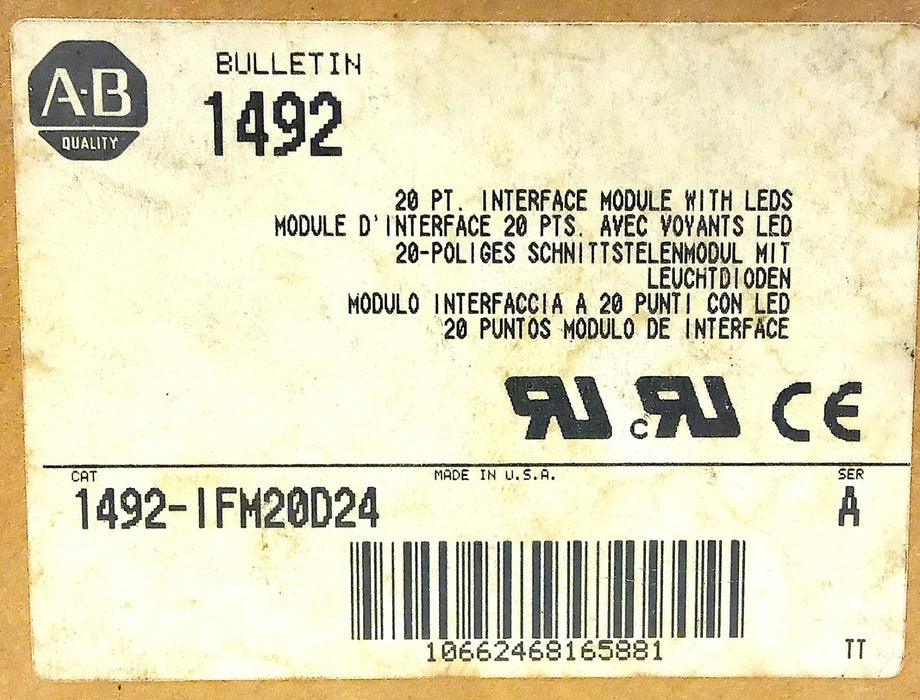 A·B
QUALITY
BULLETIN
1492
20 PT. INTERFACE MODULE WITH LEDS
MODULE D'INTERFACE 20 PTS. AVEC VOYANTS LED
20-POLIGES SCHNITTSTELENMODUL MIT
LEUCHTDIODEN
MODULO INTERFACCIA A 20 PUNTI CON LED
20 PUNTOS MODULO DE INTERFACE
RU cRU CE
CAT MADE IN U.S.A. SER
1492-IFM20D24 A
10662468165881 TT